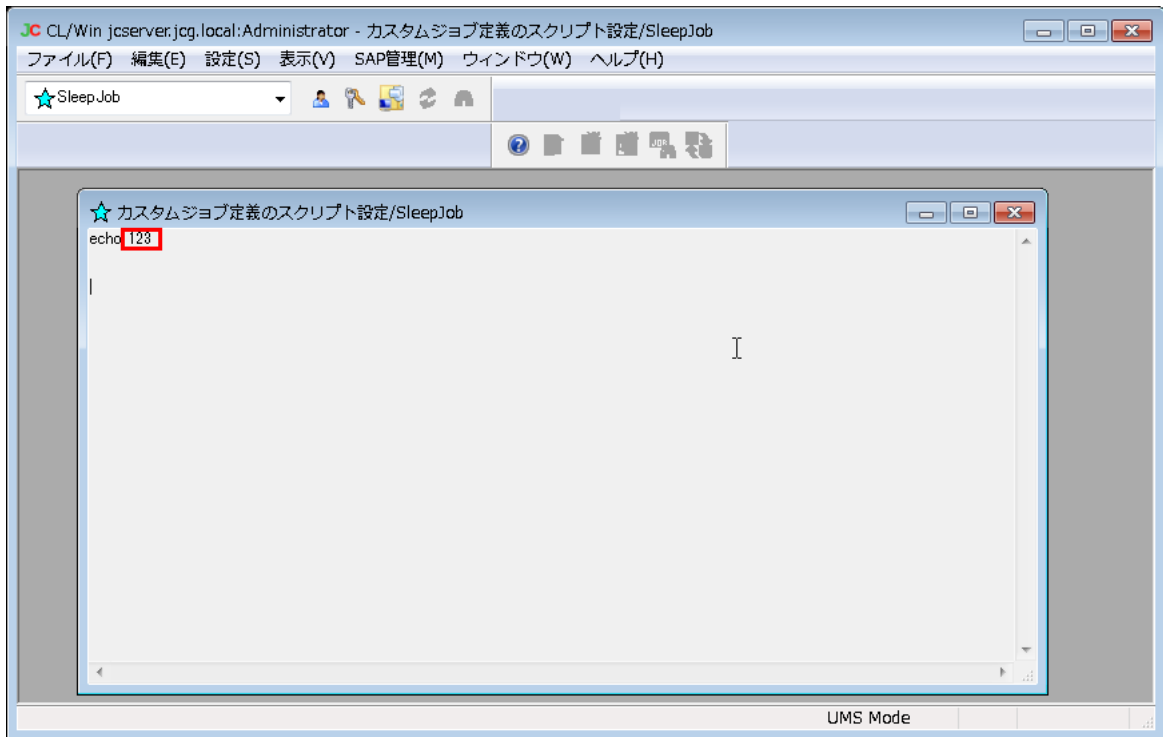 JC CL/Win jcserver.jcg.local:Administrator - カスタムジョブ定義のスクリプト設定/SleepJob
ファイル(F) 編集(E) 設定(S) 表示(V) SAP管理(M) ウィンドウ(W) ヘルプ(H)
SleepJob
JOB
カスタムジョブ定義のスクリプト設定/SleepJob
echo 123
UMS Mode